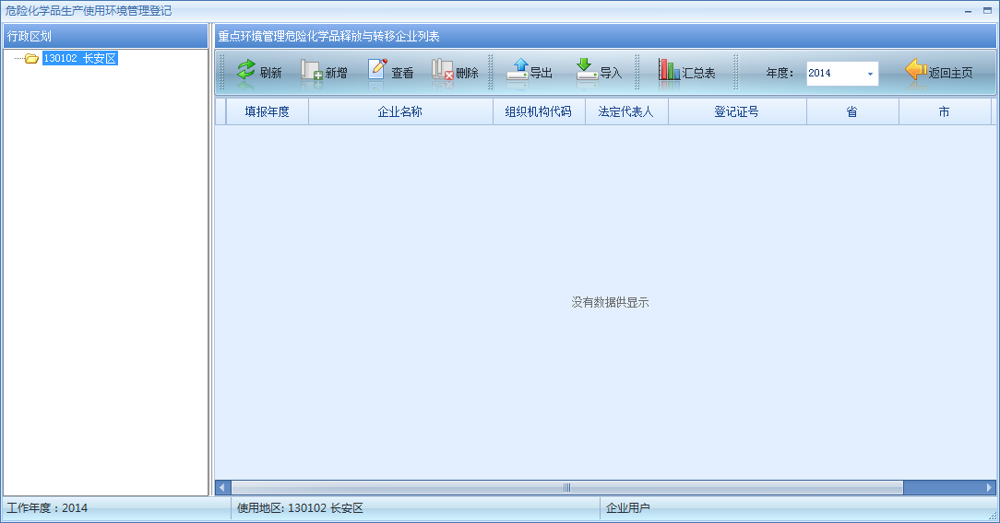 危险化学品生产使用环境管理登记
行政区划
130102 长安区
重点环境管理危险化学品释放与转移企业列表
刷新 新增 查看 删除 导出 导入 汇总表 年度： 2014 返回主页
填报年度 企业名称 组织机构代码 法定代表人 登记证号 省 市
没有数据供显示
工作年度：2014 使用地区: 130102 长安区 企业用户